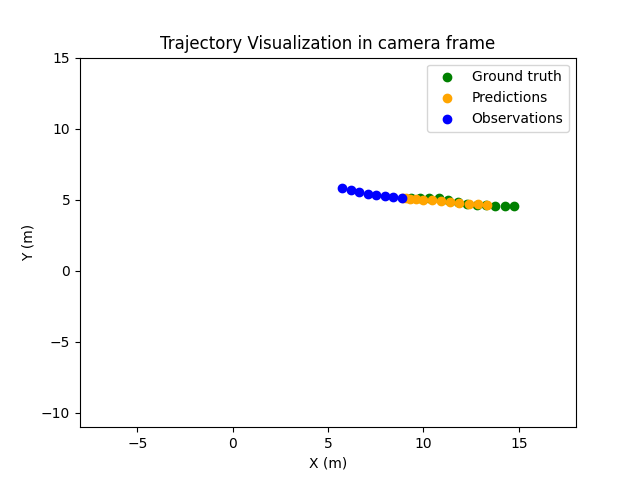 Trajectory Visualization in camera frame
15
10
5
0
−5
−10
Y (m)
Ground truth
Predictions
Observations
−5
0
5
10
15
X (m)